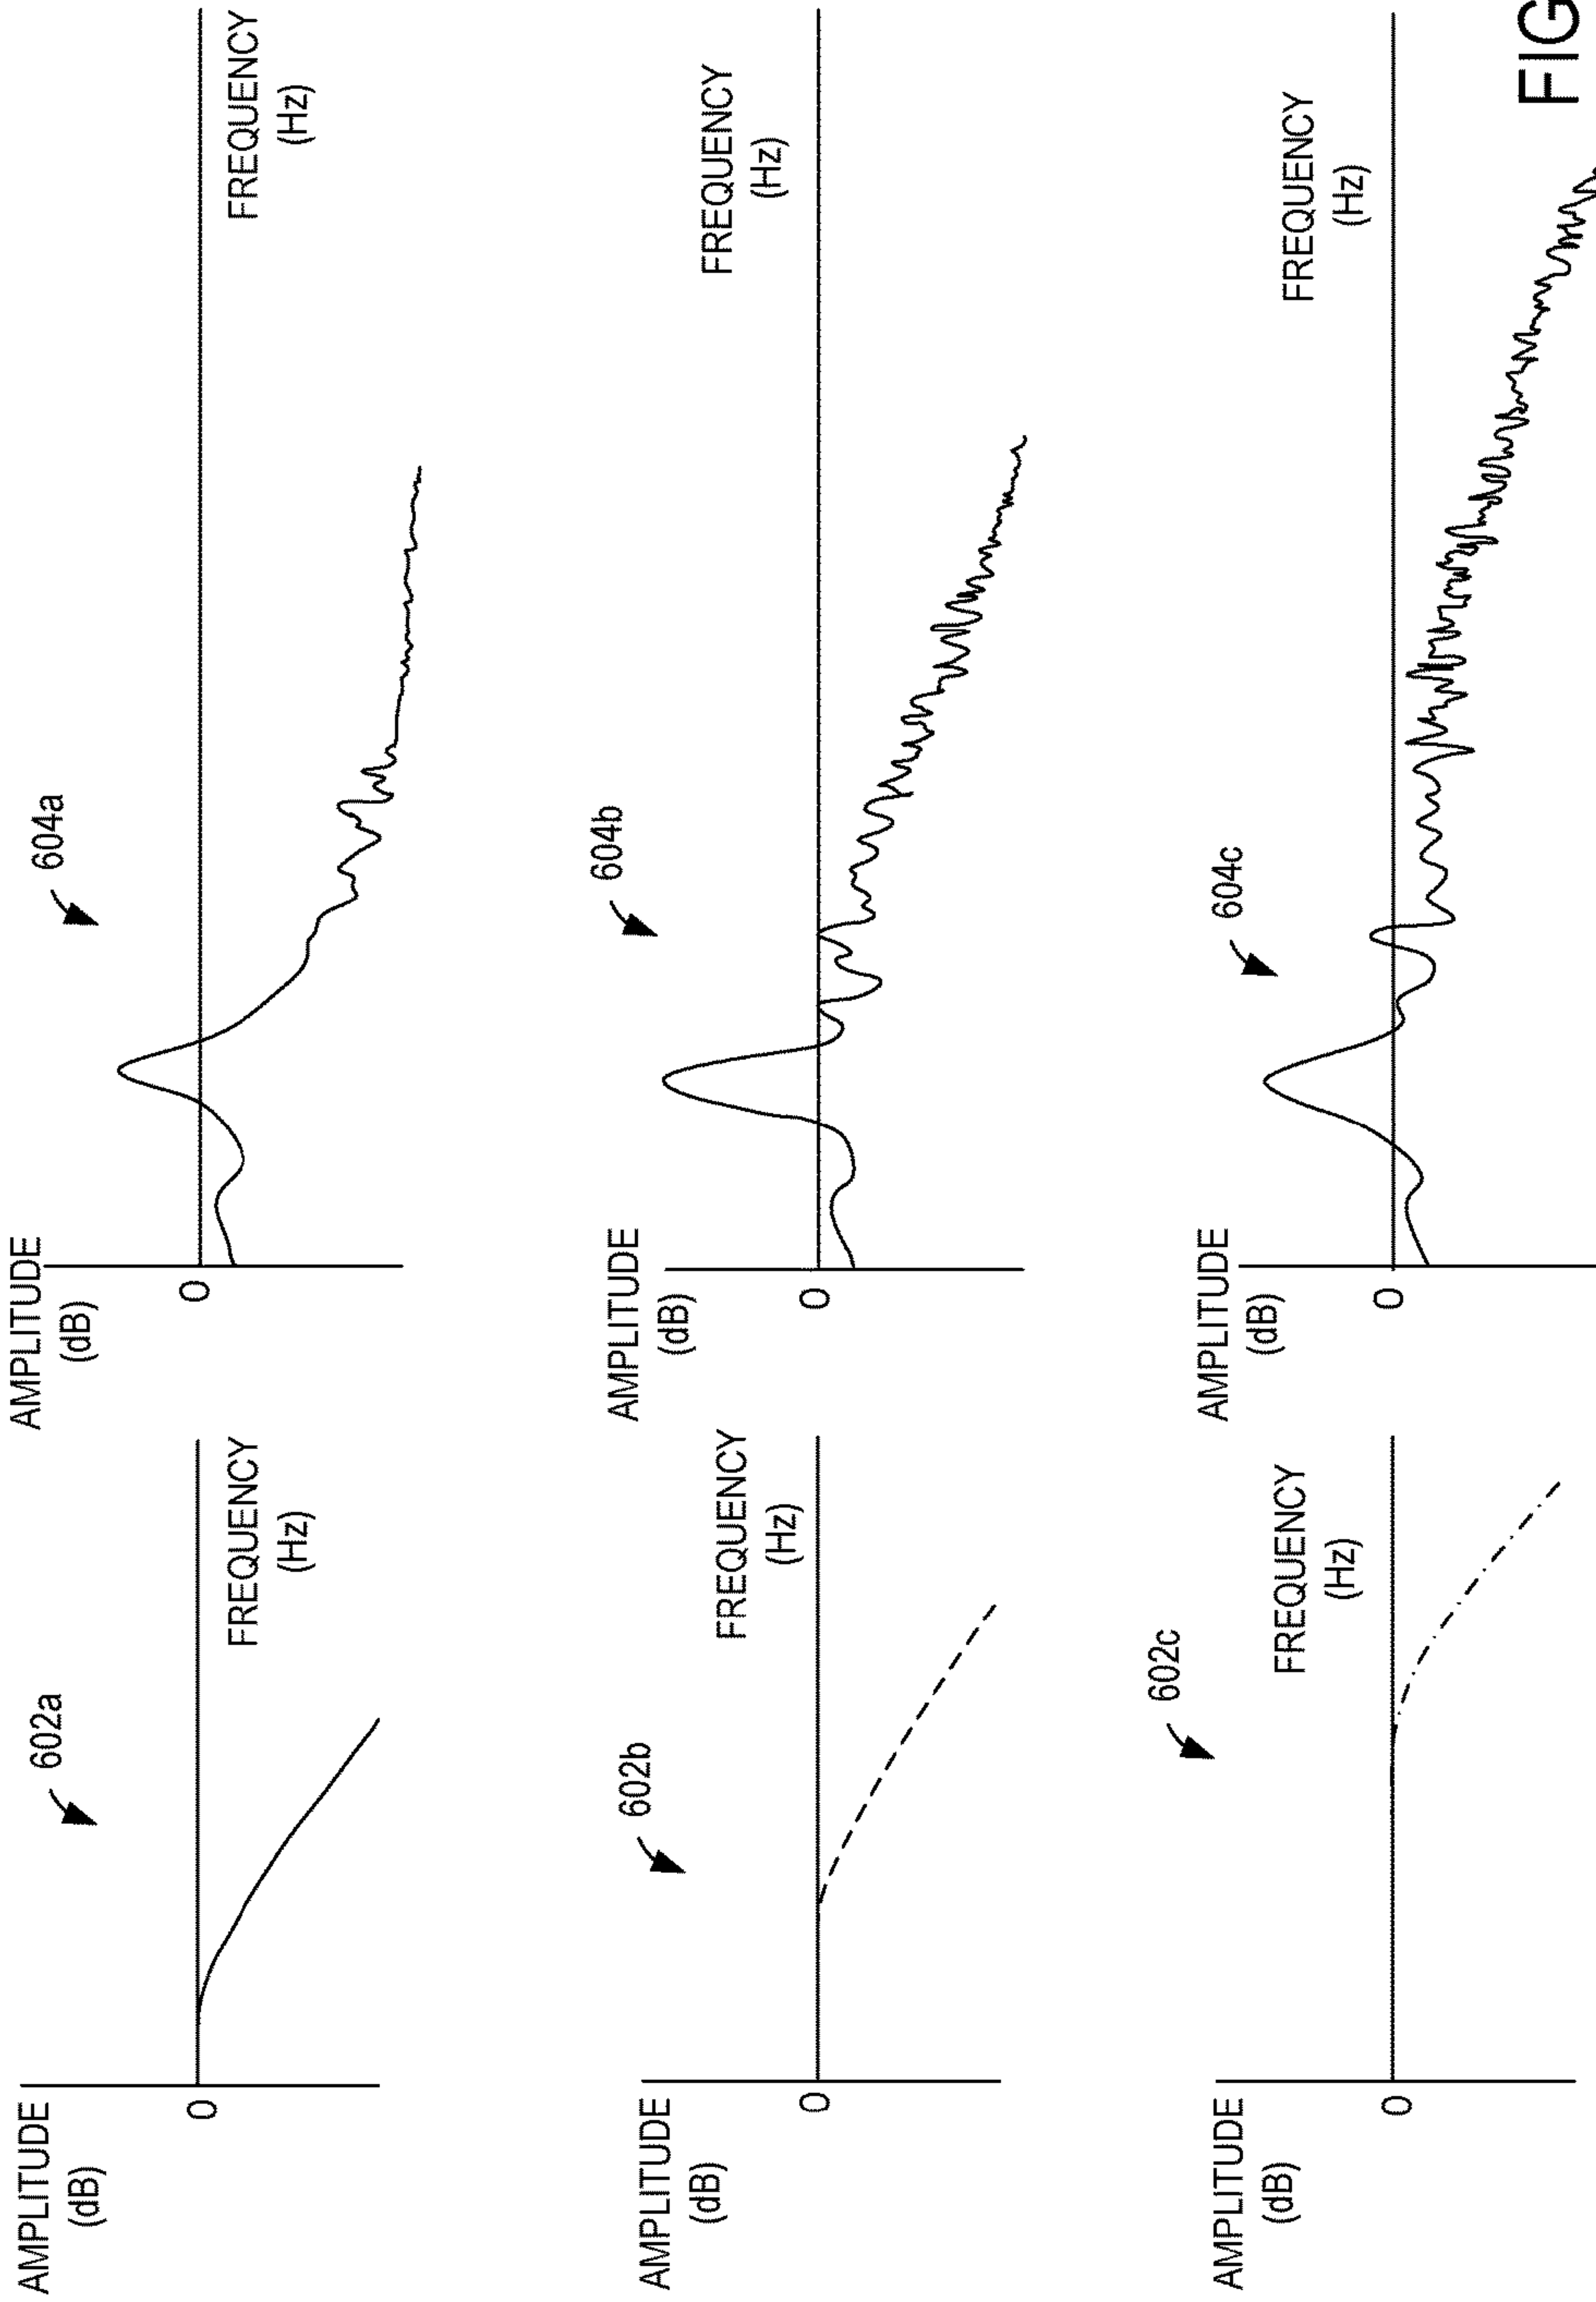 AMPLITUDE
(dB)
0
602a
FREQUENCY
(Hz)
AMPLITUDE
(dB)
0
604a
FREQUENCY
(Hz)
AMPLITUDE
(dB)
0
602b
FREQUENCY
(Hz)
AMPLITUDE
(dB)
0
604b
FREQUENCY
(Hz)
AMPLITUDE
(dB)
0
602c
FREQUENCY
(Hz)
AMPLITUDE
(dB)
0
604c
FREQUENCY
(Hz)
FIG